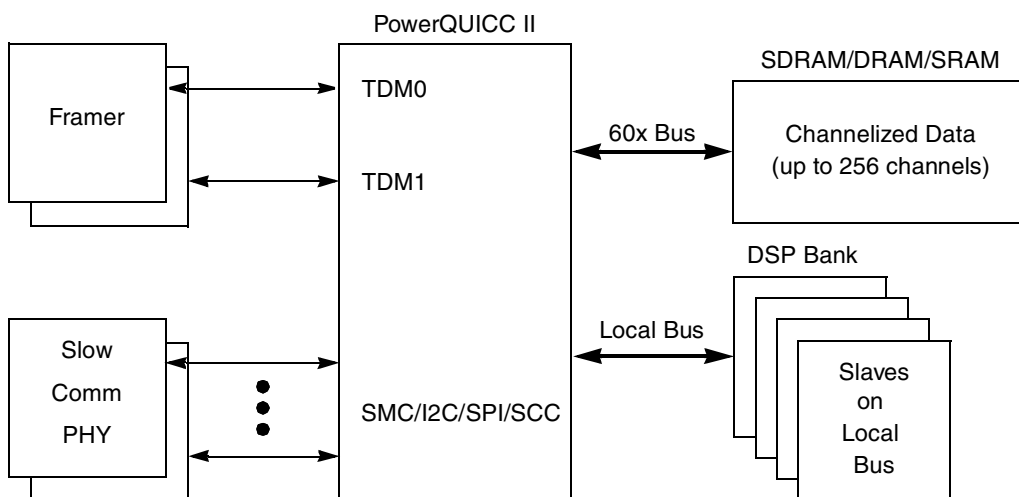 PowerQUICC II
Framer
TDM0
TDM1
60x Bus
SDRAM/DRAM/SRAM
Channelized Data
(up to 256 channels)
DSP Bank
Local Bus
Slaves
on
Local
Bus
Slow
Comm
PHY
SMC/I2C/SPI/SCC